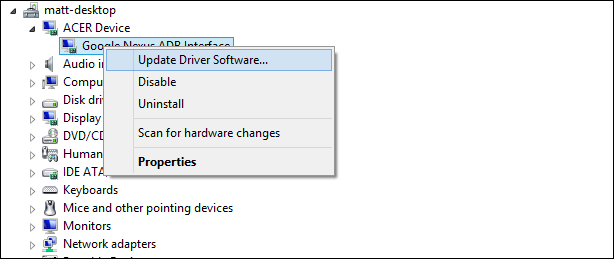 matt-desktop
ACER Device
Google Nexus ADB Interface
Update Driver Software...
Audio in
Disable
Compu
Uninstall
Disk driv
Display
Scan for hardware changes
DVD/CD
Human
Properties
IDE ATA
Keyboards
Mice and other pointing devices
Monitors
Network adapters